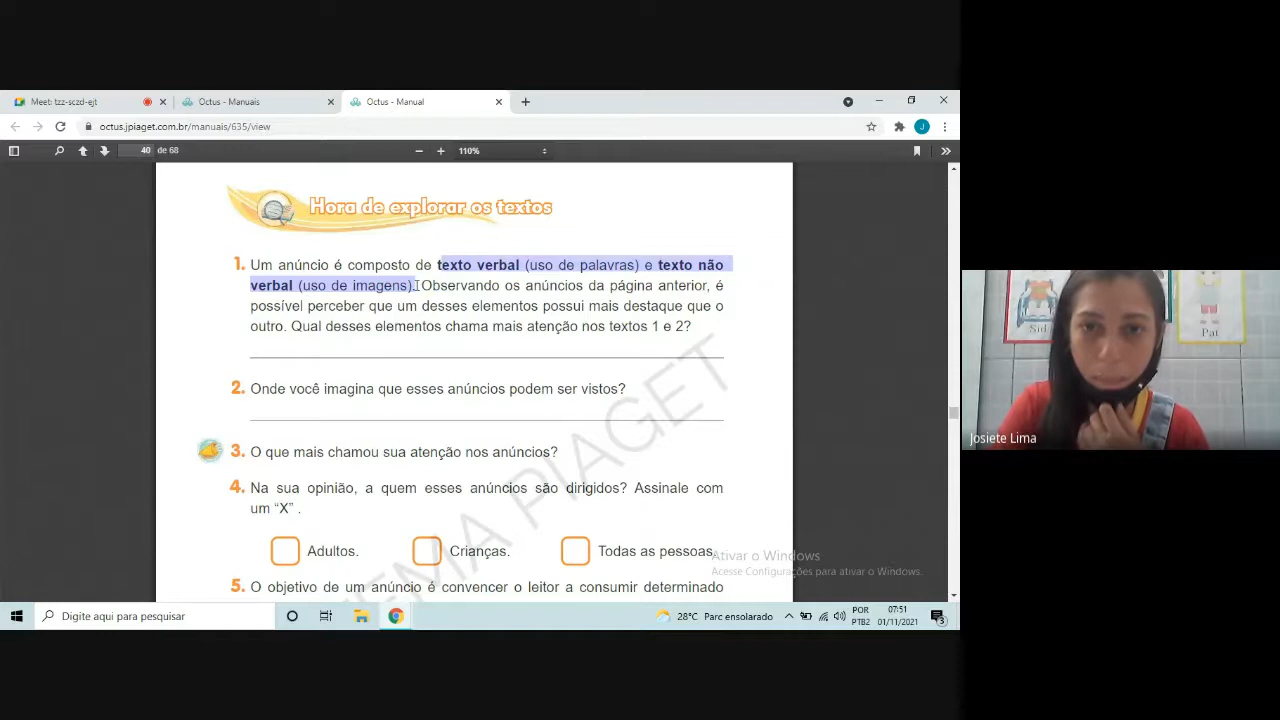 Meet: tzz-sczd-ejt
Octus - Manuais
Octus - Manual
octus.jpiaget.com.br/manuais/635/view
J
40 de 68
110%
Hora de explorar os textos
1. Um anúncio é composto de texto verbal (uso de palavras) e texto não
verbal (uso de imagens). Observando os anúncios da página anterior, é
possível perceber que um desses elementos possui mais destaque que o
outro. Qual desses elementos chama mais atenção nos textos 1 e 2?
2. Onde você imagina que esses anúncios podem ser vistos?
3. O que mais chamou sua atenção nos anúncios?
4. Na sua opinião, a quem esses anúncios são dirigidos? Assinale com
um “X” .
Adultos. Crianças. Todas as pessoas.
5. O objetivo de um anúncio é convencer o leitor a consumir determinado
EMA PIAGET
Ativar o Windows
Acesse Configurações para ativar o Windows.
Digite aqui para pesquisar
28°C Parc ensolarado
POR
PTB2
07:51
01/11/2021
3
Sid
Pat
Josiete Lima